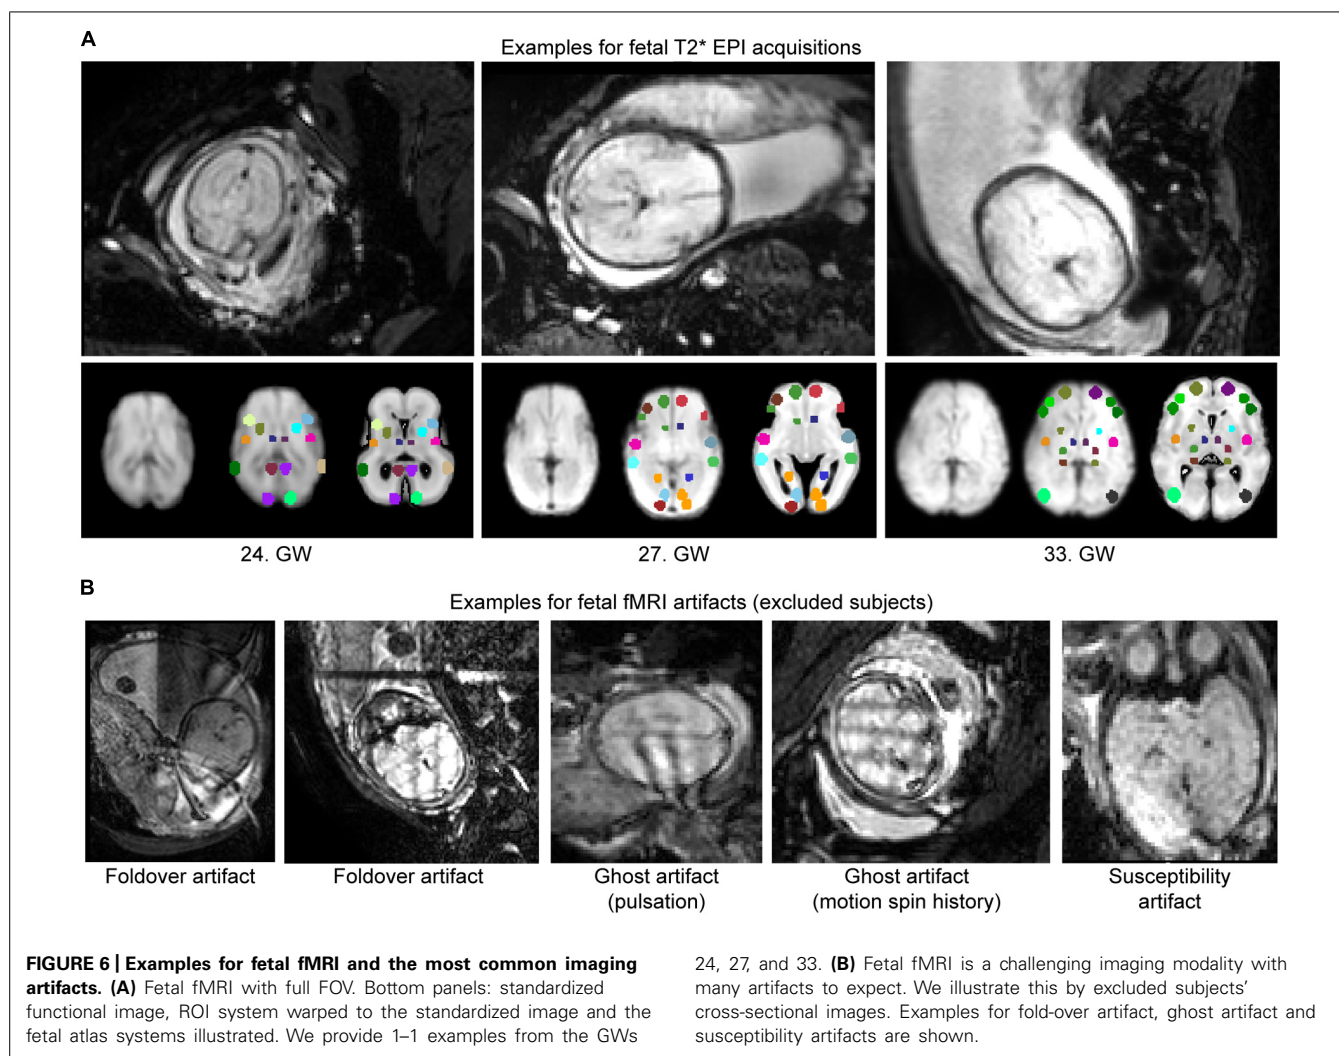 A
Examples for fetal T2* EPI acquisitions
24. GW
27. GW
33. GW
B
Examples for fetal fMRI artifacts (excluded subjects)
Foldover artifact
Foldover artifact
Ghost artifact
(pulsation)
Ghost artifact
(motion spin history)
Susceptibility
artifact
FIGURE 6 | Examples for fetal fMRI and the most common imaging
artifacts. (A) Fetal fMRI with full FOV. Bottom panels: standardized
functional image, ROI system warped to the standardized image and the
fetal atlas systems illustrated. We provide 1–1 examples from the GWs
24, 27, and 33. (B) Fetal fMRI is a challenging imaging modality with
many artifacts to expect. We illustrate this by excluded subjects’
cross-sectional images. Examples for fold-over artifact, ghost artifact and
susceptibility artifacts are shown.